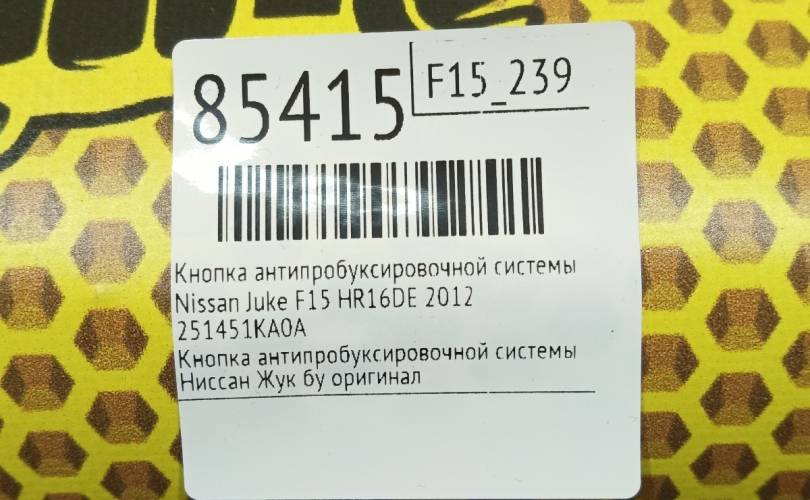 85415
F15_239
Кнопка антипробуксировочной системы
Nissan Juke F15 HR16DE 2012
251451KA0A
Кнопка антипробуксировочной системы
Ниссан Жук бу оригинал